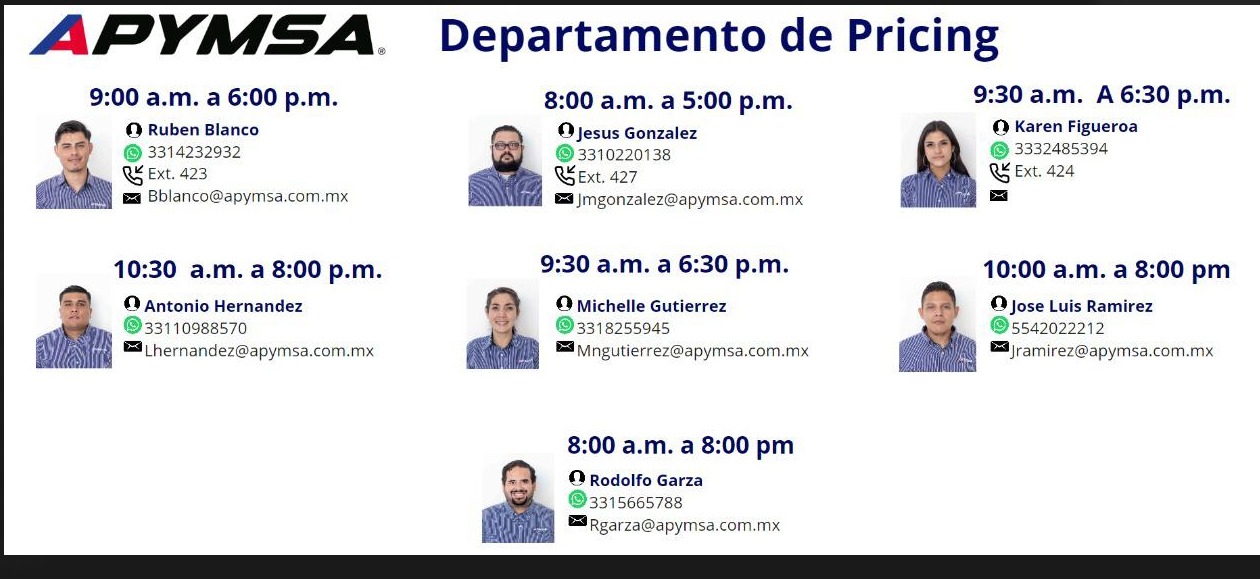 APYMSA®
Departamento de Pricing
9:00 a.m. a 6:00 p.m.
Ruben Blanco
3314232932
Ext. 423
Bblanco@apymsa.com.mx
8:00 a.m. a 5:00 p.m.
Jesus Gonzalez
3310220138
Ext. 427
Jmgonzalez@apymsa.com.mx
9:30 a.m. A 6:30 p.m.
Karen Figueroa
3332485394
Ext. 424
10:30 a.m. a 8:00 p.m.
Antonio Hernandez
33110988570
Lhernandez@apymsa.com.mx
9:30 a.m. a 6:30 p.m.
Michelle Gutierrez
3318255945
Mngutierrez@apymsa.com.mx
10:00 a.m. a 8:00 pm
Jose Luis Ramirez
5542022212
Jramirez@apymsa.com.mx
8:00 a.m. a 8:00 pm
Rodolfo Garza
3315665788
Rgarza@apymsa.com.mx